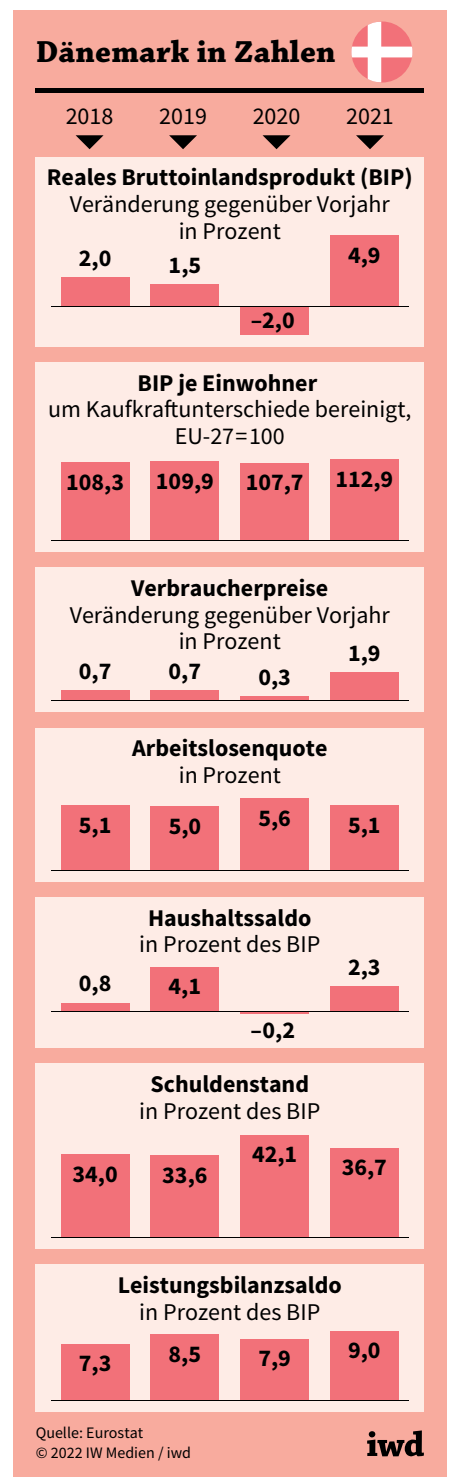 Dänemark in Zahlen
2018 2019 2020 2021
Reales Bruttoinlandsprodukt (BIP)
Veränderung gegenüber Vorjahr
in Prozent
2,0 1,5 –2,0 4,9
BIP je Einwohner
um Kaufkraftunterschiede bereinigt,
EU-27=100
108,3 109,9 107,7 112,9
Verbraucherpreise
Veränderung gegenüber Vorjahr
in Prozent
0,7 0,7 0,3 1,9
Arbeitslosenquote
in Prozent
5,1 5,0 5,6 5,1
Haushaltssaldo
in Prozent des BIP
0,8 4,1 –0,2 2,3
Schuldenstand
in Prozent des BIP
34,0 33,6 42,1 36,7
Leistungsbilanzsaldo
in Prozent des BIP
7,3 8,5 7,9 9,0
Quelle: Eurostat
© 2022 IW Medien / iwd
iwd